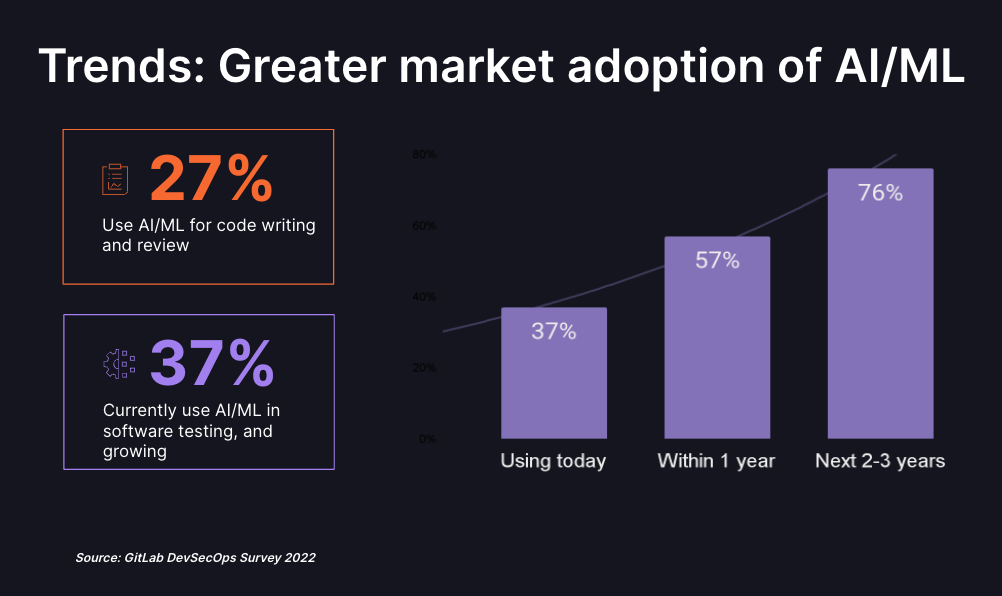 Trends: Greater market adoption of AI/ML
27%
Use AI/ML for code writing
and review
37%
Currently use AI/ML in
software testing, and
growing
80%
60%
40%
20%
0%
37%
57%
76%
Using today
Within 1 year
Next 2-3 years
Source: GitLab DevSecOps Survey 2022